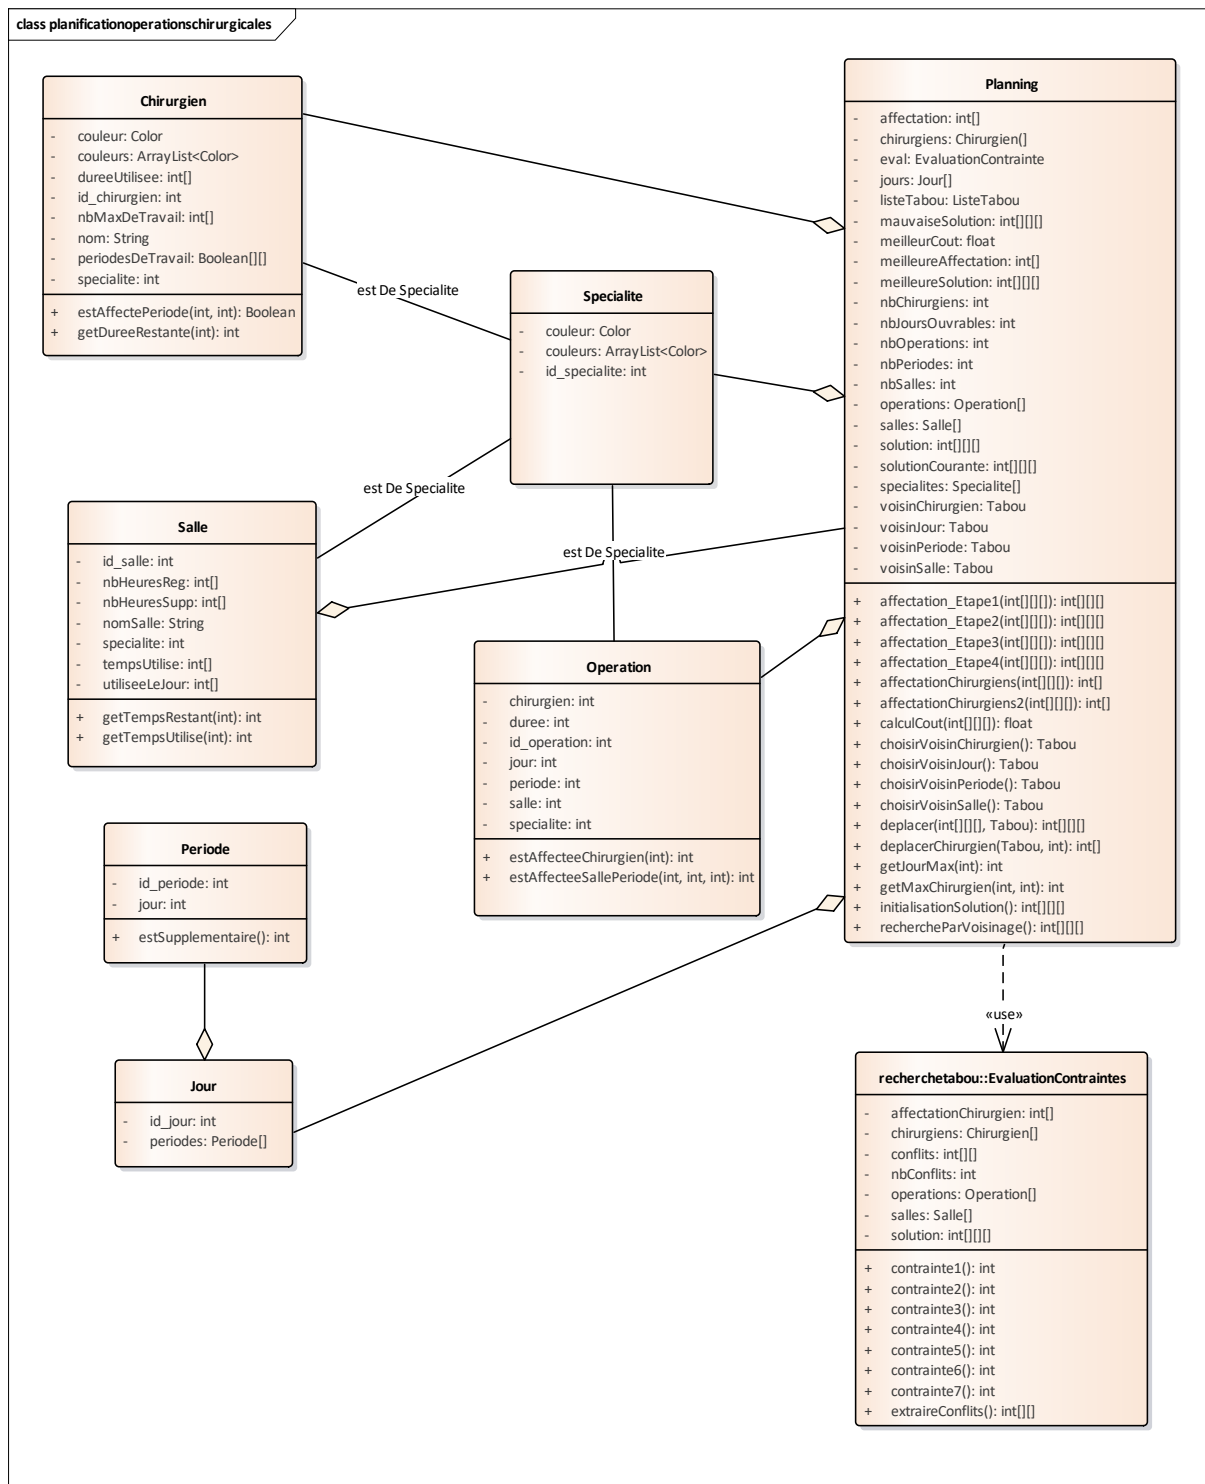 class planificationoperationschirurgicales
Chirurgien
- couleur: Color
- couleurs: ArrayList<Color>
- dureeUtilisee: int[]
- id_chirurgien: int
- nbMaxDeTravail: int[]
- nom: String
- periodesDeTravail: Boolean[][]
- specialite: int
+ estAffectePeriode(int, int): Boolean
+ getDureeRestante(int): int
Planning
- affectation: int[]
- chirurgiens: Chirurgien[]
- eval: EvaluationContrainte
- jours: Jour[]
- listeTabou: ListeTabou
- mauvaiseSolution: int[][][]
- meilleurCout: float
- meilleureAffectation: int[]
- meilleureSolution: int[][][]
- nbChirurgiens: int
- nbJoursOuvrables: int
- nbOperations: int
- nbPeriodes: int
- nbSalles: int
- operations: Operation[]
- salles: Salle[]
- solution: int[][][]
- solutionCourante: int[][][]
- specialites: Specialite[]
- voisinChirurgien: Tabou
- voisinJour: Tabou
- voisinPeriode: Tabou
- voisinSalle: Tabou
+ affectation_Etape1(int[][][]): int[][][]
+ affectation_Etape2(int[][][]): int[][][]
+ affectation_Etape3(int[][][]): int[][][]
+ affectation_Etape4(int[][][]): int[][][]
+ affectationChirurgiens(int[][][]): int[]
+ affectationChirurgiens2(int[][][]): int[]
+ calculCout(int[][][]): float
+ choisirVoisinChirurgien(): Tabou
+ choisirVoisinJour(): Tabou
+ choisirVoisinPeriode(): Tabou
+ choisirVoisinSalle(): Tabou
+ deplacer(int[][][], Tabou): int[][][]
+ deplacerChirurgien(Tabou, int): int[]
+ getJourMax(int): int
+ getMaxChirurgien(int, int): int
+ initialisationSolution(): int[][][]
+ rechercheParVoisinage(): int[][][]
est De Specialite
Specialite
- couleur: Color
- couleurs: ArrayList<Color>
- id_specialite: int
est De Specialite
Salle
- id_salle: int
- nbHeuresReg: int[]
- nbHeuresSupp: int[]
- nomSalle: String
- specialite: int
- tempsUtilise: int[]
- utiliseeLeJour: int[]
+ getTempsRestant(int): int
+ getTempsUtilise(int): int
est De Specialite
Operation
- chirurgien: int
- duree: int
- id_operation: int
- jour: int
- periode: int
- salle: int
- specialite: int
+ estAffecteeChirurgien(int): int
+ estAffecteeSallePeriode(int, int, int): int
Periode
- id_periode: int
- jour: int
+ estSupplementaire(): int
Jour
- id_jour: int
- periodes: Periode[]
«use»
recherchetabou::EvaluationContraintes
- affectationChirurgien: int[]
- chirurgiens: Chirurgien[]
- conflits: int[][]
- nbConflits: int
- operations: Operation[]
- salles: Salle[]
- solution: int[][][]
+ contrainte1(): int
+ contrainte2(): int
+ contrainte3(): int
+ contrainte4(): int
+ contrainte5(): int
+ contrainte6(): int
+ contrainte7(): int
+ extraireConflits(): int[][]